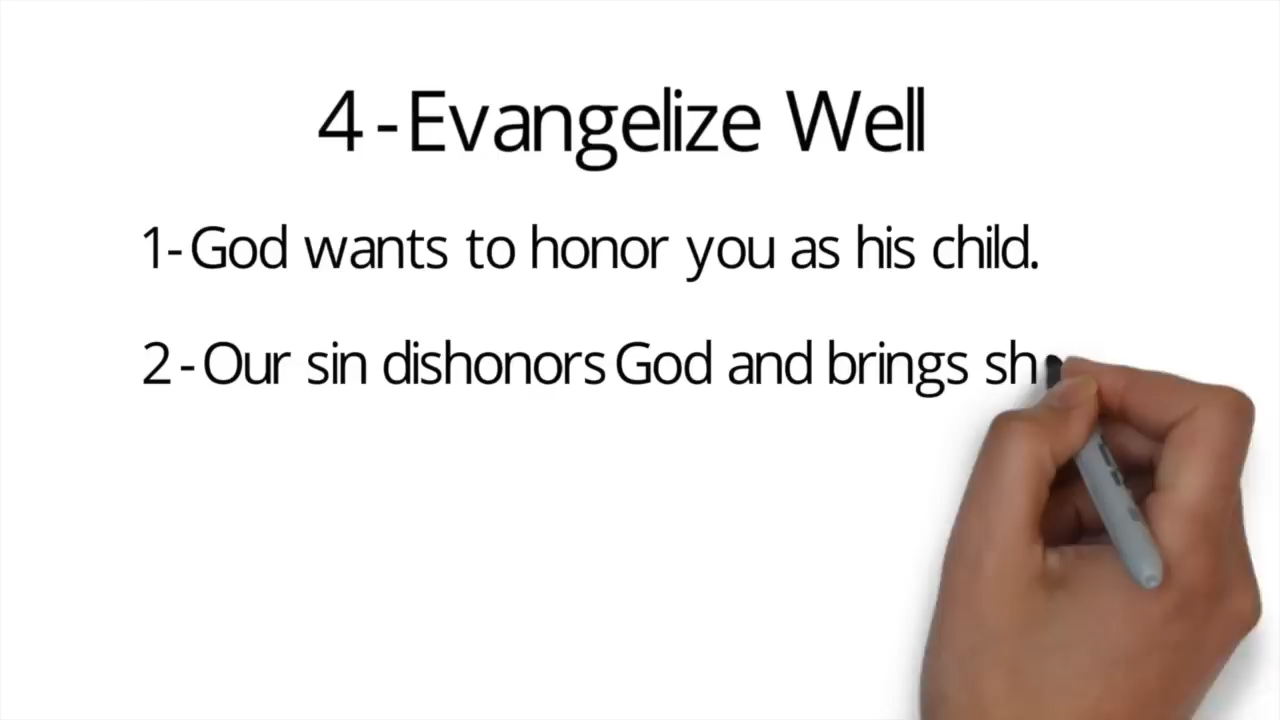 4 - Evangelize Well
1- God wants to honor you as his child.
2 - Our sin dishonors God and brings sh